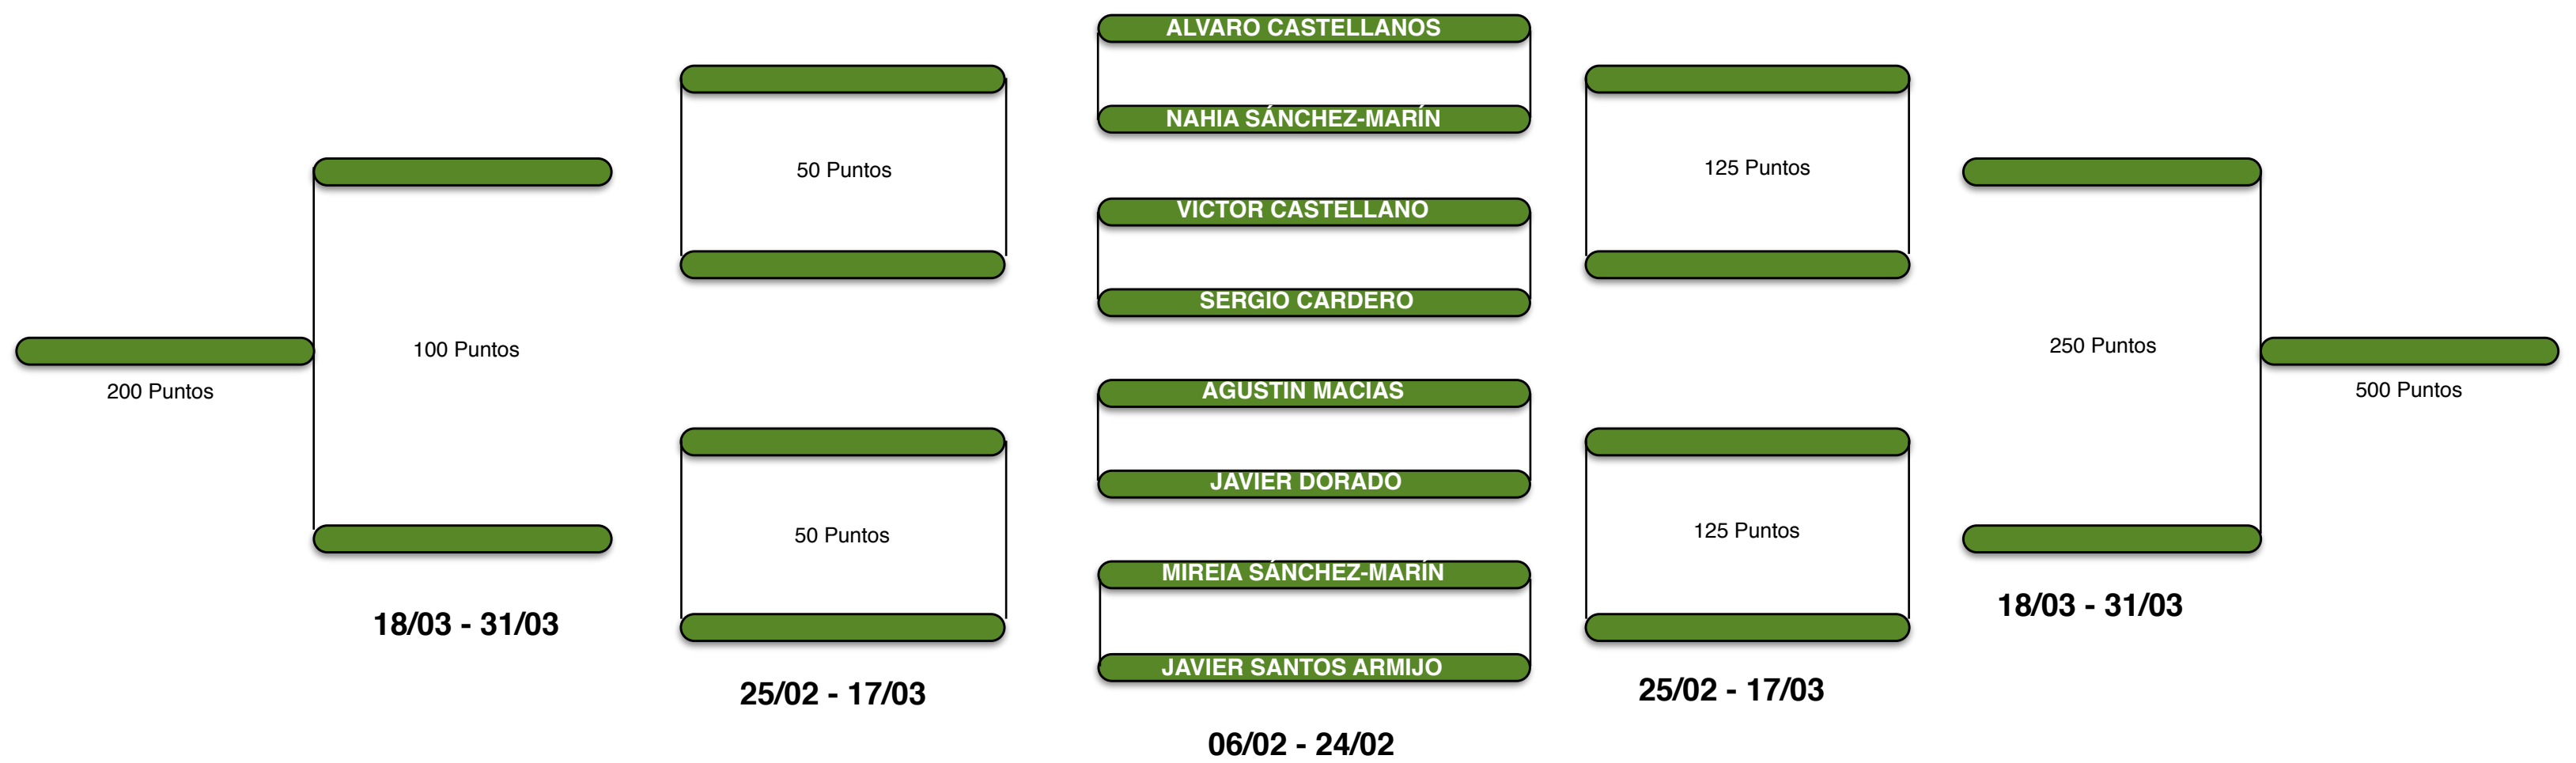 ALVARO CASTELLANOS
NAHIA SÁNCHEZ-MARÍN
50 Puntos
125 Puntos
VICTOR CASTELLANO
SERGIO CARDERO
100 Puntos
250 Puntos
200 Puntos
500 Puntos
AGUSTIN MACIAS
JAVIER DORADO
50 Puntos
125 Puntos
MIREIA SÁNCHEZ-MARÍN
18/03 - 31/03
18/03 - 31/03
JAVIER SANTOS ARMIJO
25/02 - 17/03
25/02 - 17/03
06/02 - 24/02